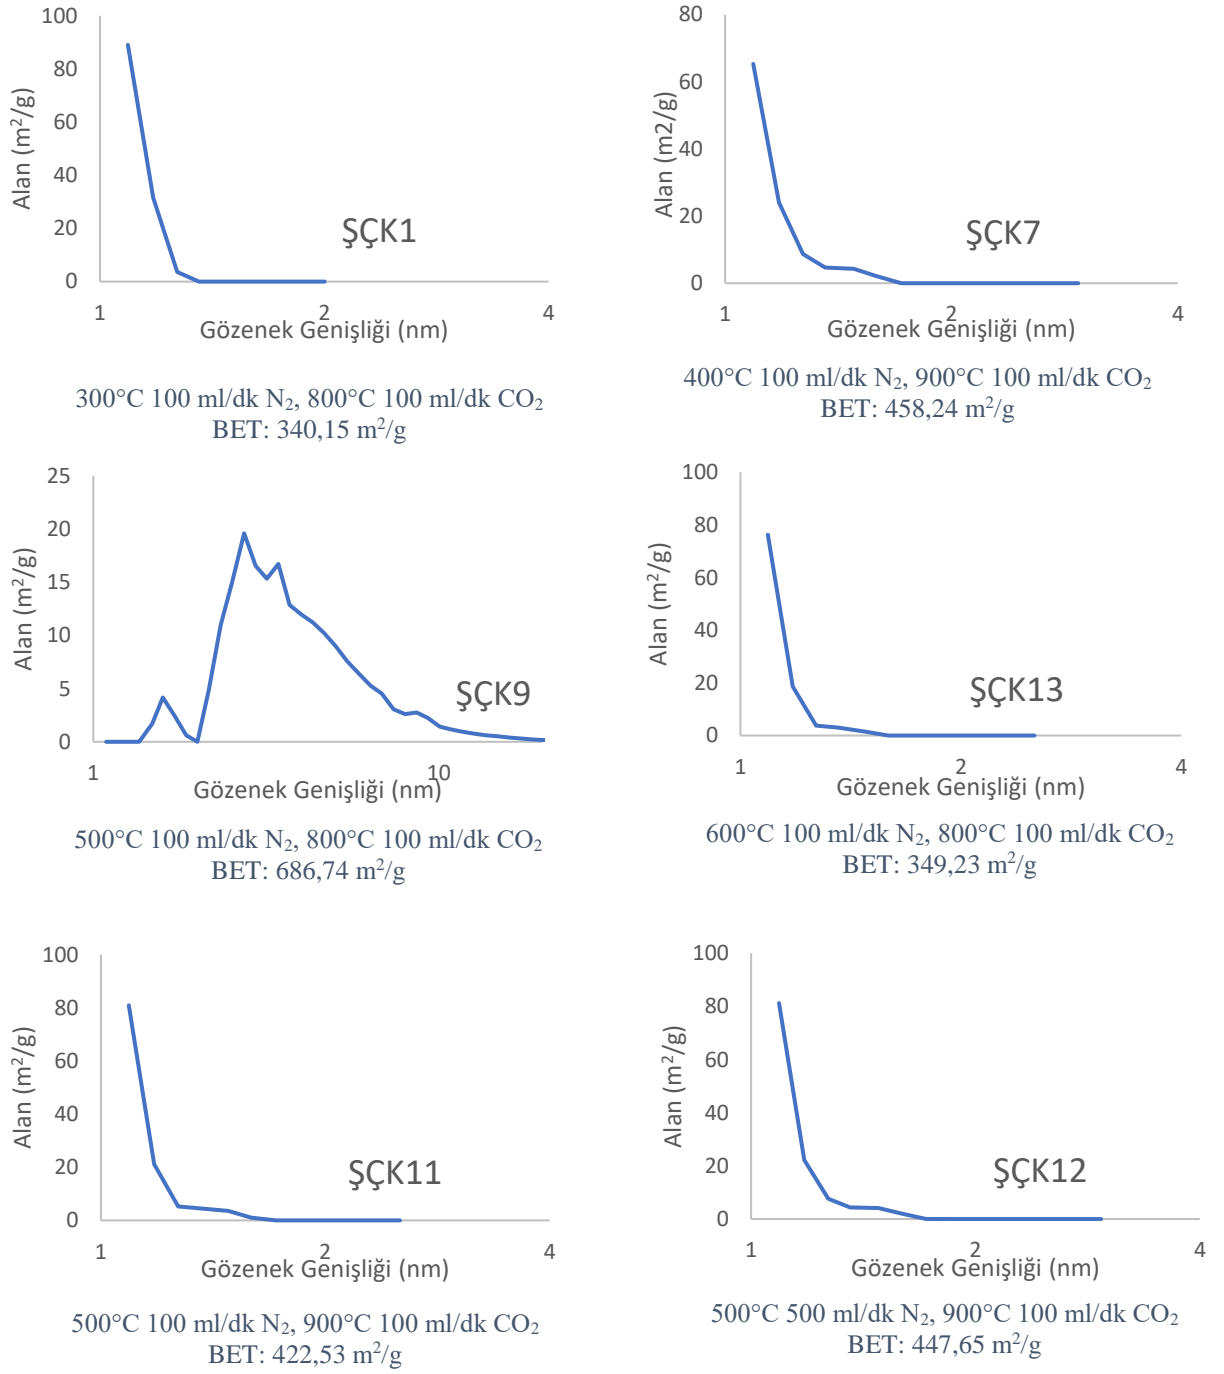 100
80
60
40
20
0
Alan (m²/g)
ŞÇK1
1 2 4
Gözenek Genişliği (nm)
300°C 100 ml/dk N₂, 800°C 100 ml/dk CO₂
BET: 340,15 m²/g
80
60
40
20
0
Alan (m2/g)
ŞÇK7
1 2 4
Gözenek Genişliği (nm)
400°C 100 ml/dk N₂, 900°C 100 ml/dk CO₂
BET: 458,24 m²/g
25
20
15
10
5
0
Alan (m²/g)
ŞÇK9
1 10
Gözenek Genişliği (nm)
500°C 100 ml/dk N₂, 800°C 100 ml/dk CO₂
BET: 686,74 m²/g
100
80
60
40
20
0
Alan (m²/g)
ŞÇK13
1 2 4
Gözenek Genişliği (nm)
600°C 100 ml/dk N₂, 800°C 100 ml/dk CO₂
BET: 349,23 m²/g
100
80
60
40
20
0
Alan (m²/g)
ŞÇK11
1 2 4
Gözenek Genişliği (nm)
500°C 100 ml/dk N₂, 900°C 100 ml/dk CO₂
BET: 422,53 m²/g
100
80
60
40
20
0
Alan (m²/g)
ŞÇK12
1 2 4
Gözenek Genişliği (nm)
500°C 500 ml/dk N₂, 900°C 100 ml/dk CO₂
BET: 447,65 m²/g